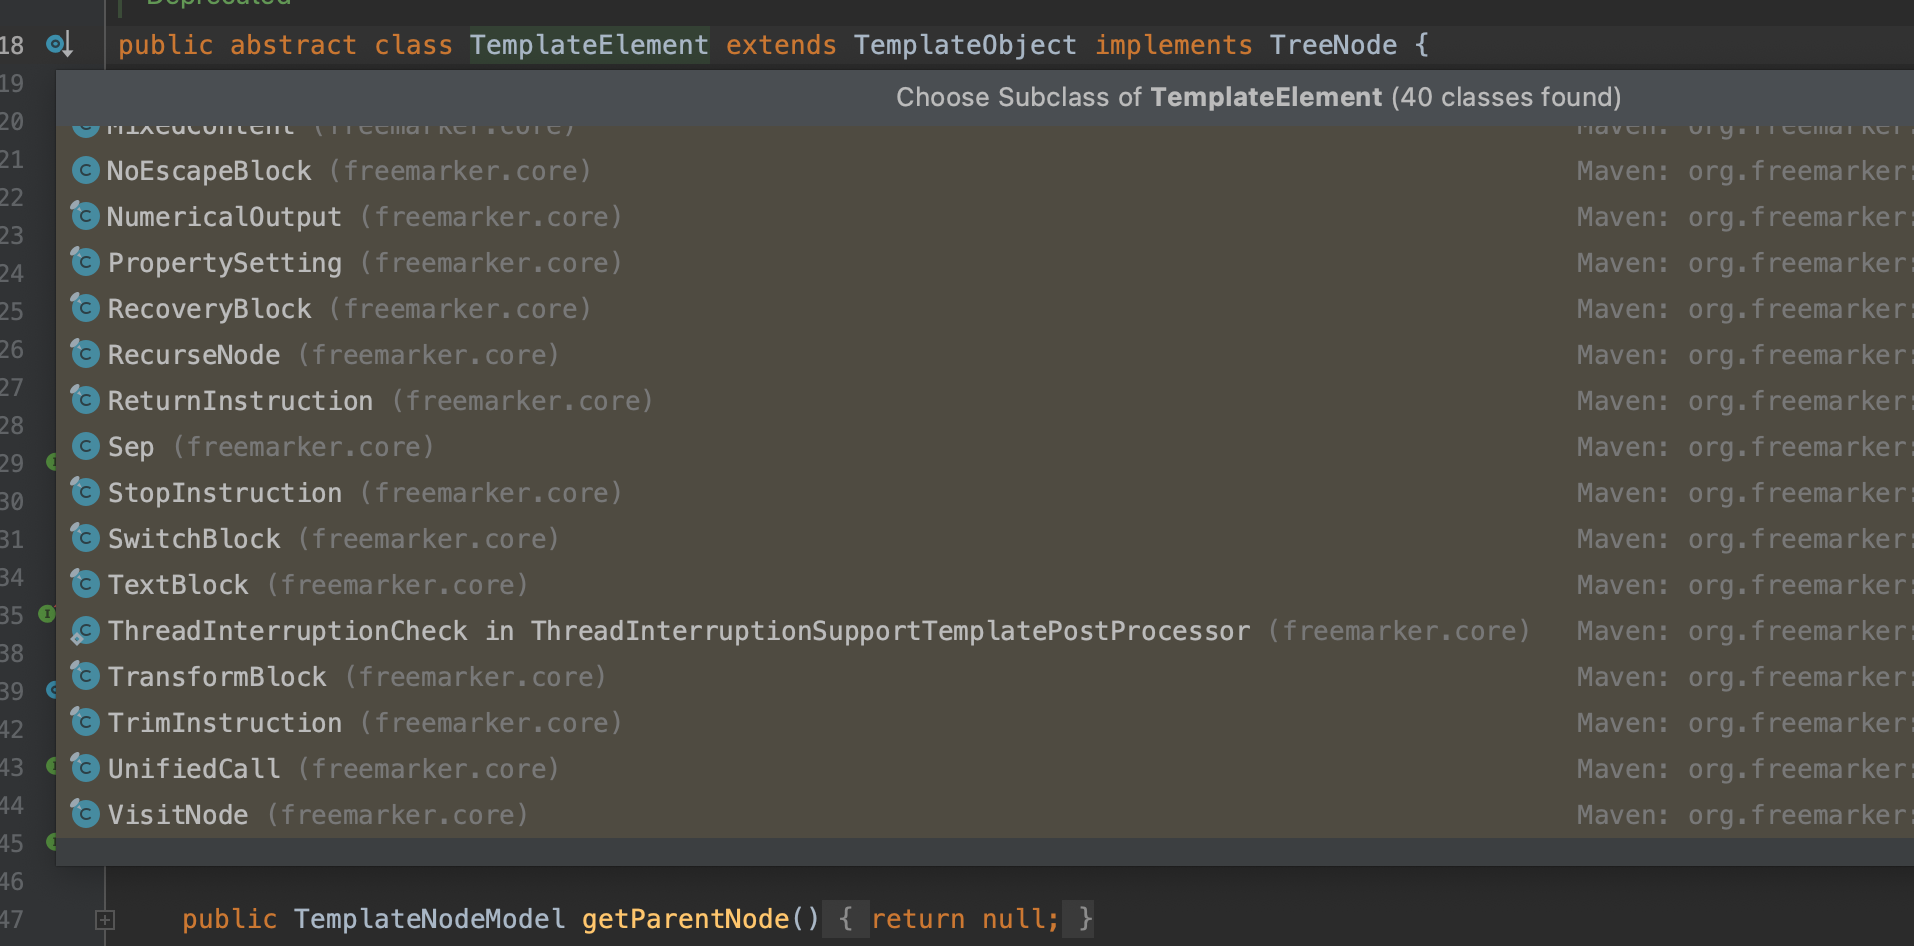 Deprecated
18 public abstract class TemplateElement extends TemplateObject implements TreeNode {
19
Choose Subclass of TemplateElement (40 classes found)
20 MixedContent (freemarker.core) Maven: org.freemarker:
21 NoEscapeBlock (freemarker.core) Maven: org.freemarker:
22 NumericalOutput (freemarker.core) Maven: org.freemarker:
23 PropertySetting (freemarker.core) Maven: org.freemarker:
24
25 RecoveryBlock (freemarker.core) Maven: org.freemarker:
26 RecurseNode (freemarker.core) Maven: org.freemarker:
27 ReturnInstruction (freemarker.core) Maven: org.freemarker:
28
29 Sep (freemarker.core) Maven: org.freemarker:
30 StopInstruction (freemarker.core) Maven: org.freemarker:
31 SwitchBlock (freemarker.core) Maven: org.freemarker:
34 TextBlock (freemarker.core) Maven: org.freemarker:
35 ThreadInterruptionCheck in ThreadInterruptionSupportTemplatePostProcessor (freemarker.core) Maven: org.freemarker:
38
39 TransformBlock (freemarker.core) Maven: org.freemarker:
42 TrimInstruction (freemarker.core) Maven: org.freemarker:
43 UnifiedCall (freemarker.core) Maven: org.freemarker:
44 VisitNode (freemarker.core) Maven: org.freemarker:
45
46
47 public TemplateNodeModel getParentNode() { return null; }